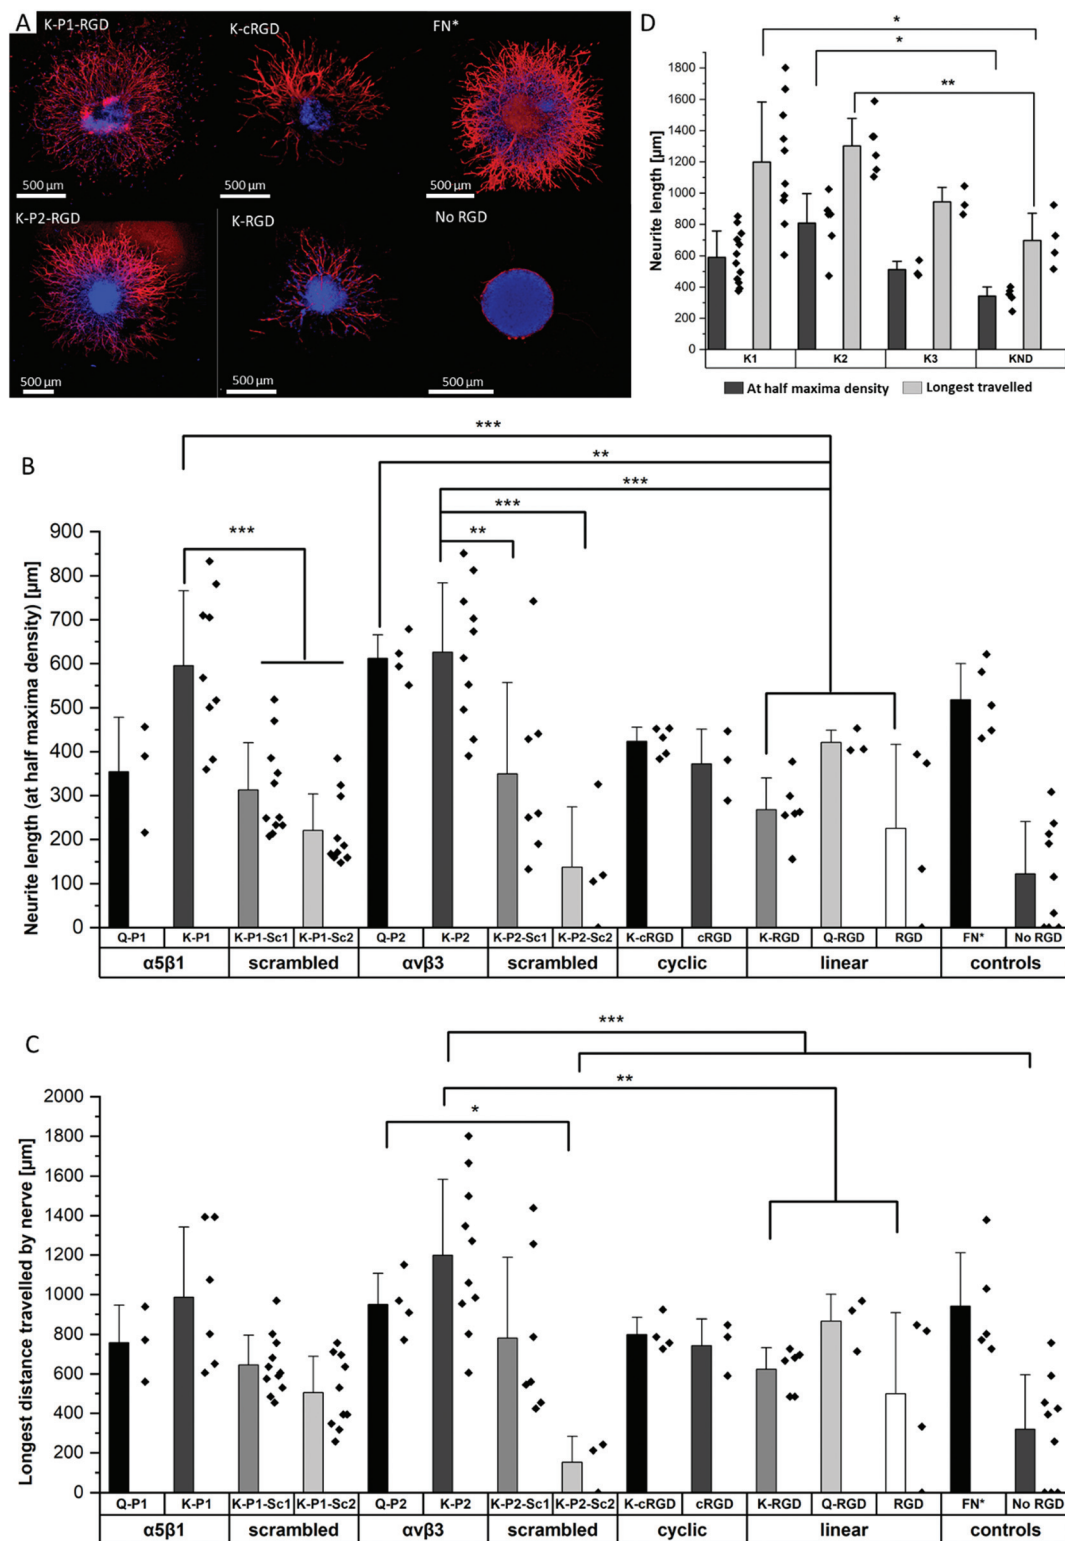 A
K-P1-RGD
K-cRGD
FN*
500 µm
500 µm
500 µm
K-P2-RGD
K-RGD
No RGD
500 µm
500 µm
500 µm
D
*
*
**
Neurite length [µm]
1800
1600
1400
1200
1000
800
600
400
200
0
K1 K2 K3 KND
At half maxima density Longest travelled
B
***
**
***
***
***
**
Neurite length (at half maxima density) [µm]
900
800
700
600
500
400
300
200
100
0
Q-P1 K-P1 K-P1-Sc1 K-P1-Sc2 Q-P2 K-P2 K-P2-Sc1 K-P2-Sc2 K-cRGD cRGD K-RGD Q-RGD RGD FN* No RGD
α5β1 scrambled αvβ3 scrambled cyclic linear controls
C
***
**
*
Longest distance travelled by nerve [µm]
2000
1800
1600
1400
1200
1000
800
600
400
200
0
Q-P1 K-P1 K-P1-Sc1 K-P1-Sc2 Q-P2 K-P2 K-P2-Sc1 K-P2-Sc2 K-cRGD cRGD K-RGD Q-RGD RGD FN* No RGD
α5β1 scrambled αvβ3 scrambled cyclic linear controls